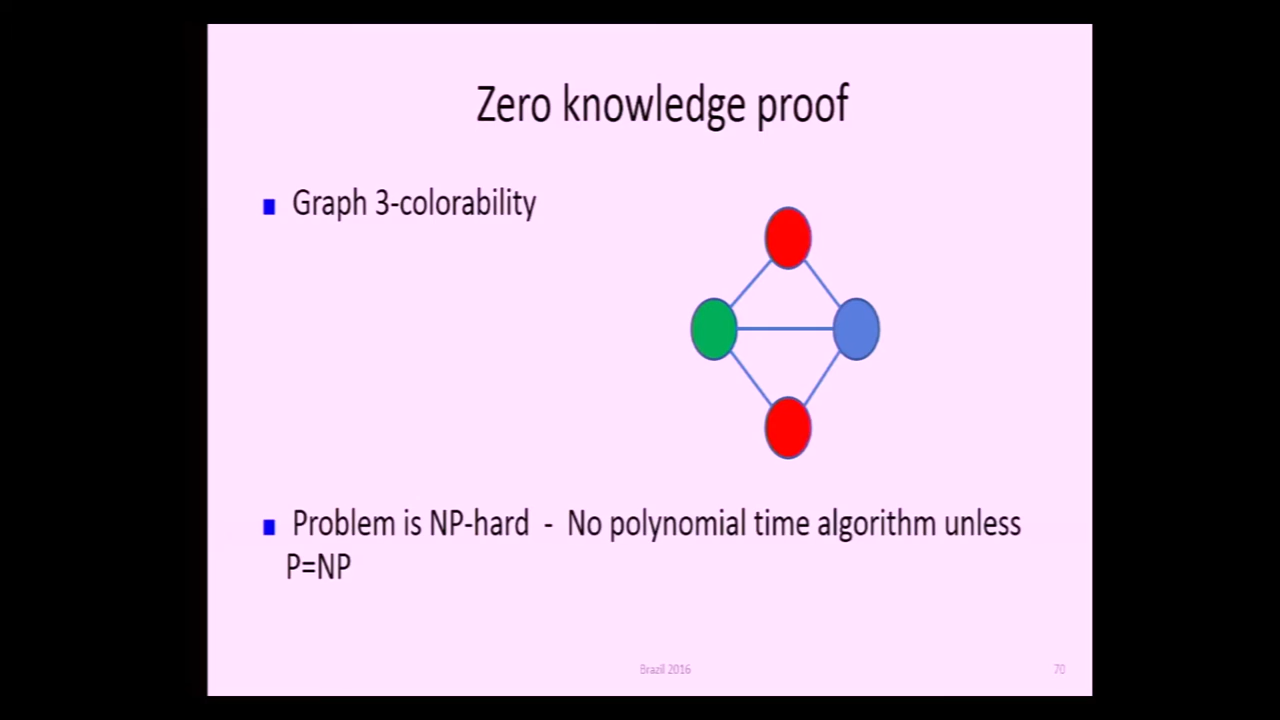 Zero knowledge proof
Graph 3-colorability
Problem is NP-hard - No polynomial time algorithm unless
P=NP
Brazil 2016
70